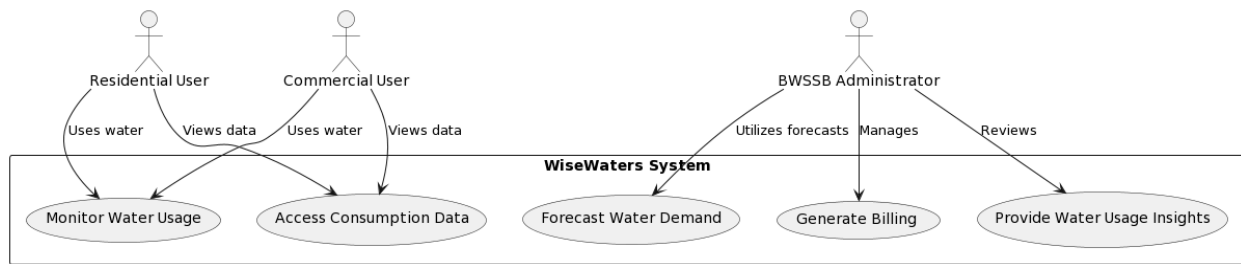 Residential User
Commercial User
BWSSB Administrator
Uses water
Views data
Uses water
Views data
Utilizes forecasts
Manages
Reviews
WiseWaters System
Monitor Water Usage
Access Consumption Data
Forecast Water Demand
Generate Billing
Provide Water Usage Insights